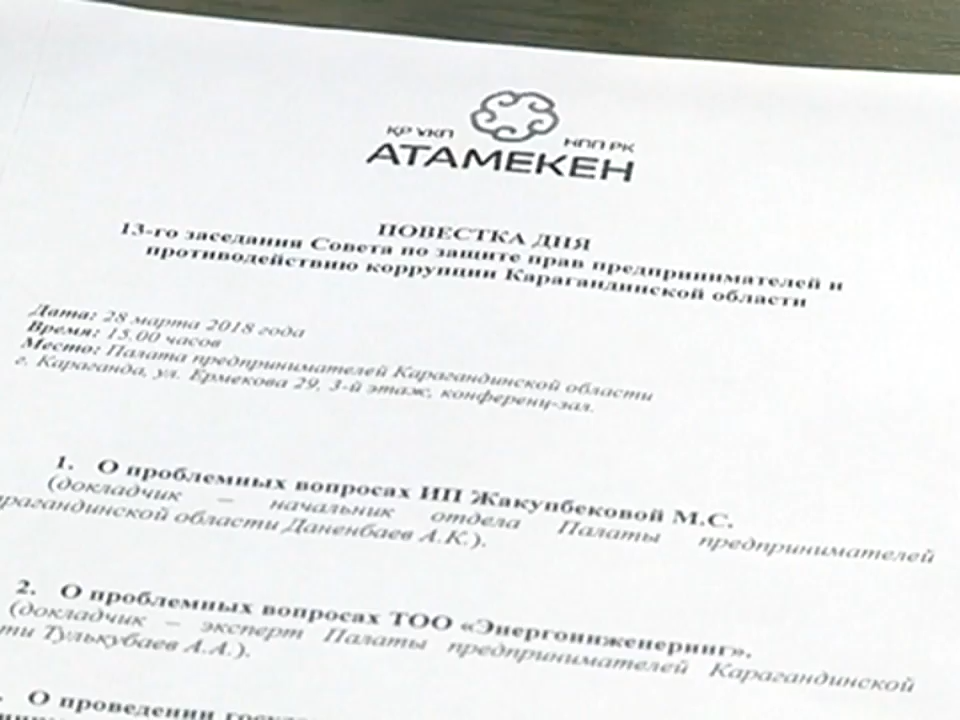 ҚР ҰКП НПП РК
АТАМЕКЕН
ПОВЕСТКА ДНЯ
13-го заседания Совета по защите прав предпринимателей и
противодействию коррупции Карагандинской области
Дата: 28 марта 2018 года
Время: 15.00 часов
Место: Палата предпринимателей Карагандинской области
г. Караганда, ул. Ермекова 29, 3-й этаж, конференц-зал.
1. О проблемных вопросах ИП Жакупбековой М.С.
(докладчик – начальник отдела Палаты предпринимателей
арагандинской области Даненбаев А.К.).
2. О проблемных вопросах ТОО «Энергоинженеринг».
(докладчик – эксперт Палаты предпринимателей Карагандинской
ти Тулькубаев А.А.).
О проведении